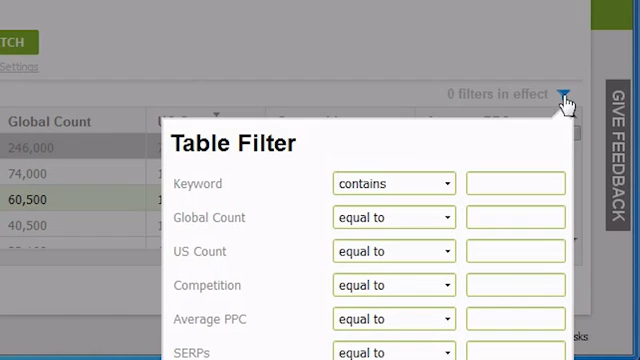 TCH
Settings
0 filters in effect
Global Count
246,000
74,000
60,500
40,500
Table Filter
Keyword contains
Global Count equal to
US Count equal to
Competition equal to
Average PPC equal to
SERPs equal to
GIVE FEEDBACK
sks